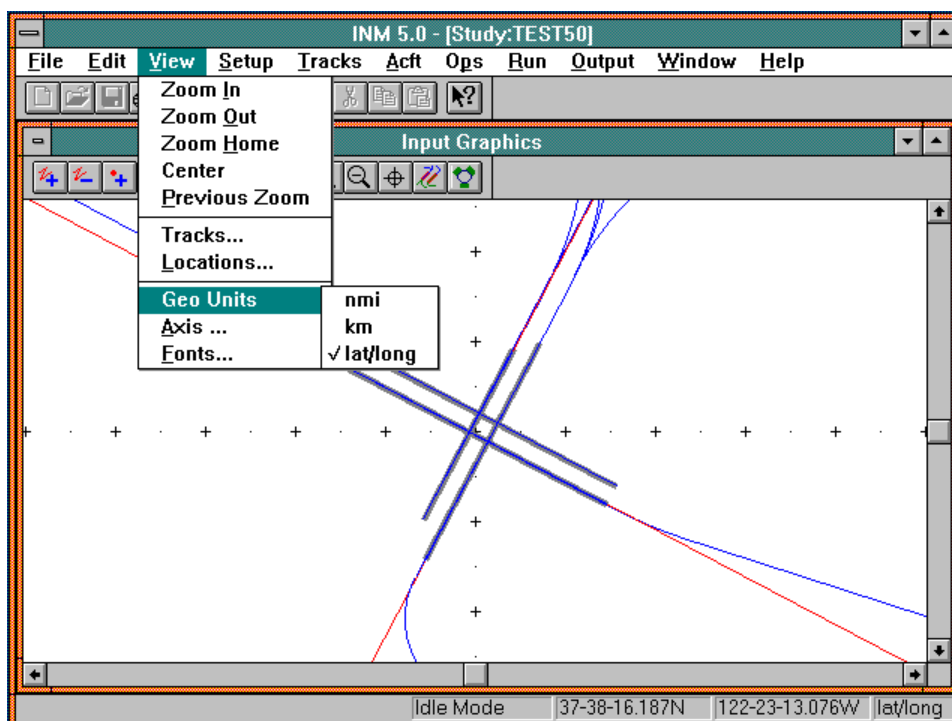 INM 5.0 - [Study:TEST50]
File Edit View Setup Tracks Acft Ops Run Output Window Help
Zoom In
Zoom Out
Zoom Home
Center
Previous Zoom
Tracks...
Locations...
Geo Units
Axis ...
Fonts...
nmi
km
✓ lat/long
Input Graphics
Idle Mode 37-38-16.187N 122-23-13.076W lat/long